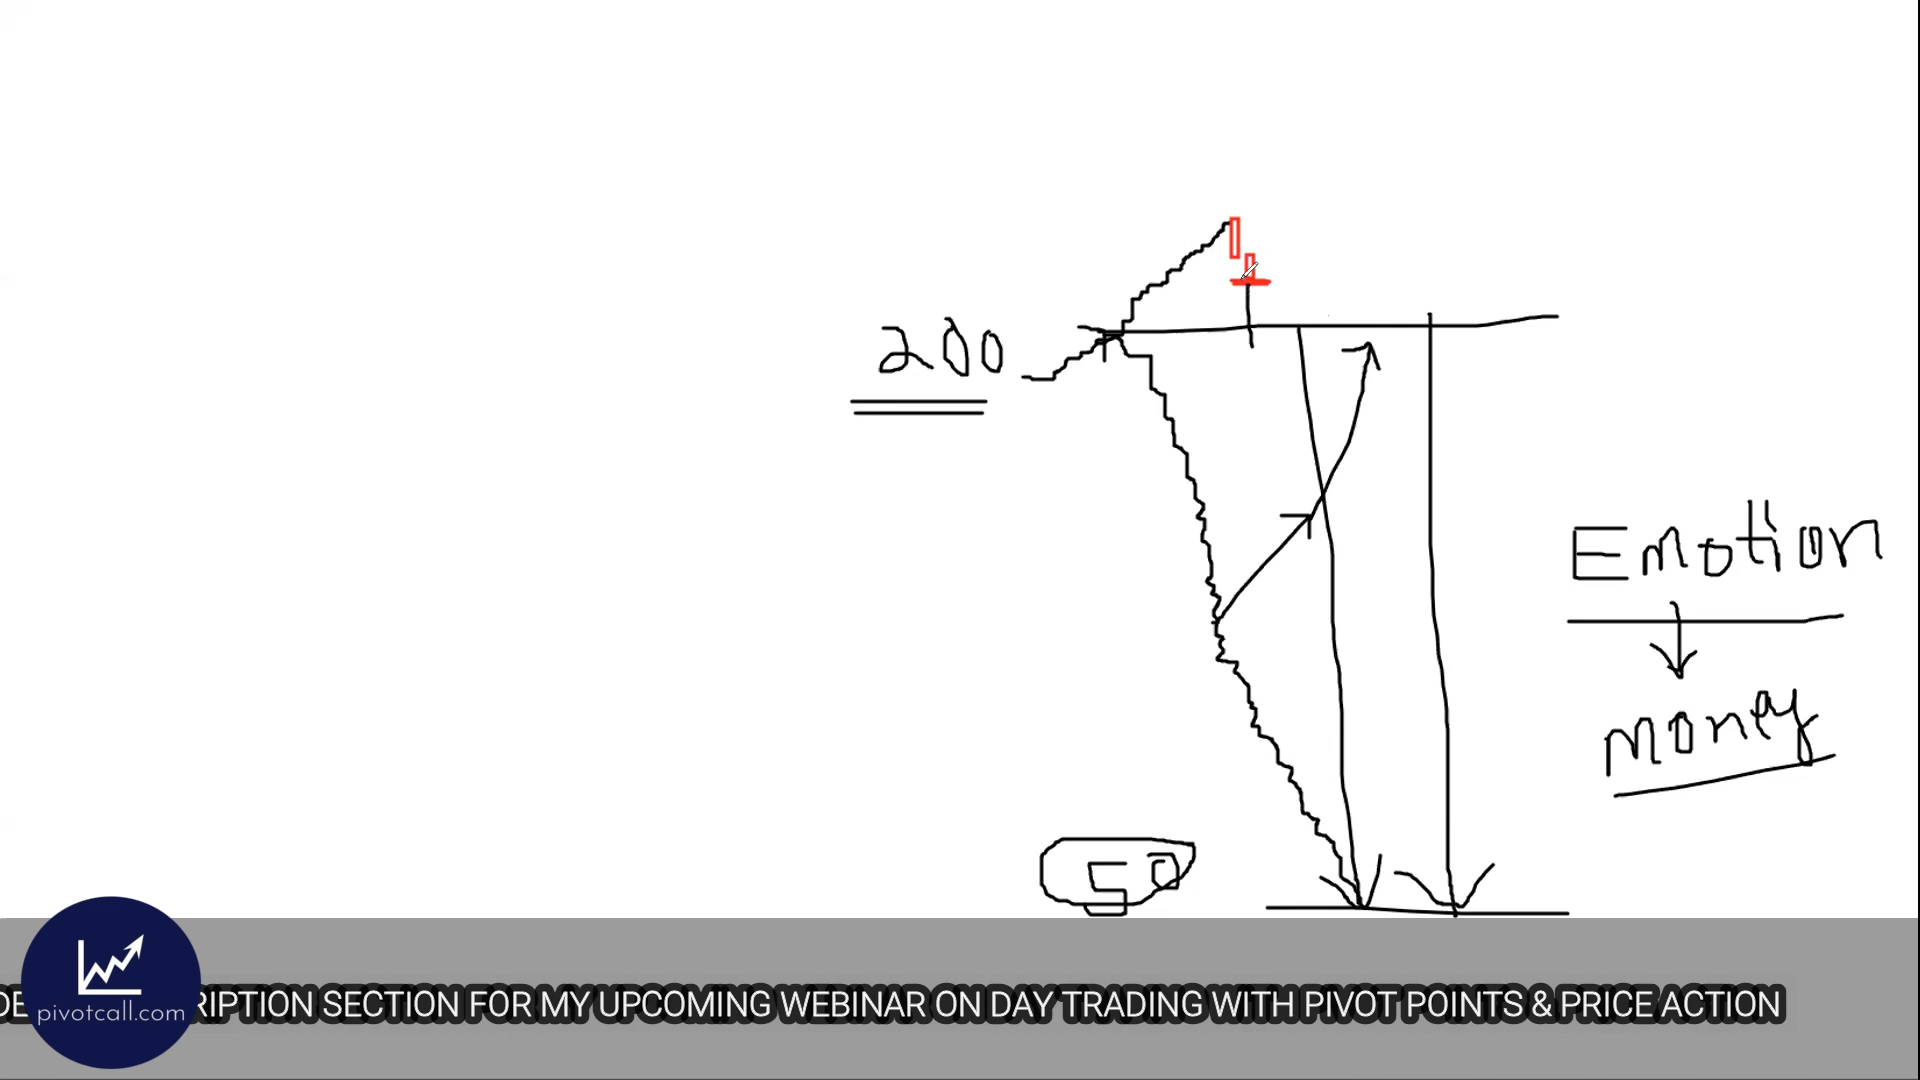 200
Emotion
money
50
pivotcall.com
RIPTION SECTION FOR MY UPCOMING WEBINAR ON DAY TRADING WITH PIVOT POINTS & PRICE ACTION